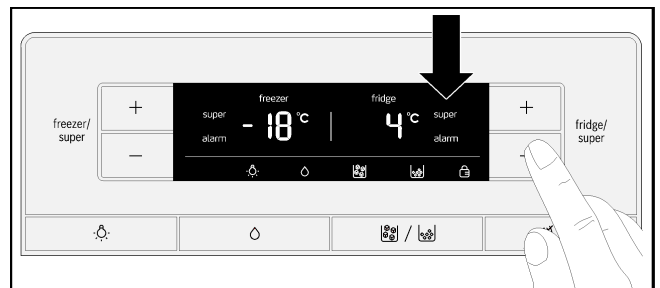 freezer
fridge
super
- 18 °C
4 °C
super
alarm
alarm
freezer/
super
+
−
+
−
fridge/
super
/